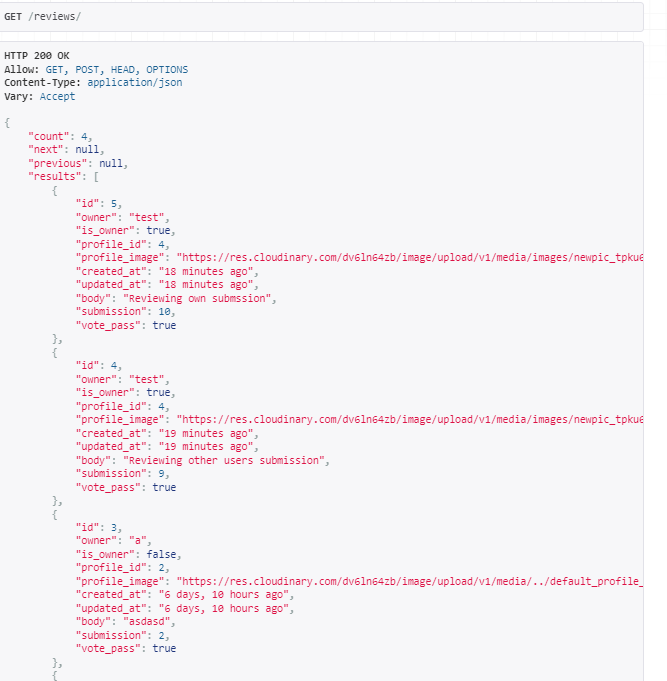 GET /reviews/
HTTP 200 OK
Allow: GET, POST, HEAD, OPTIONS
Content-Type: application/json
Vary: Accept
{
"count": 4,
"next": null,
"previous": null,
"results": [
{
"id": 5,
"owner": "test",
"is_owner": true,
"profile_id": 4,
"profile_image": "https://res.cloudinary.com/dv6ln64zb/image/upload/v1/media/images/newpic_tpku6
"created_at": "18 minutes ago",
"updated_at": "18 minutes ago",
"body": "Reviewing own submssion",
"submission": 10,
"vote_pass": true
},
{
"id": 4,
"owner": "test",
"is_owner": true,
"profile_id": 4,
"profile_image": "https://res.cloudinary.com/dv6ln64zb/image/upload/v1/media/images/newpic_tpku6
"created_at": "19 minutes ago",
"updated_at": "19 minutes ago",
"body": "Reviewing other users submission",
"submission": 9,
"vote_pass": true
},
{
"id": 3,
"owner": "a",
"is_owner": false,
"profile_id": 2,
"profile_image": "https://res.cloudinary.com/dv6ln64zb/image/upload/v1/media/../default_profile_
"created_at": "6 days, 10 hours ago",
"updated_at": "6 days, 10 hours ago",
"body": "asdasd",
"submission": 2,
"vote_pass": true
},
{